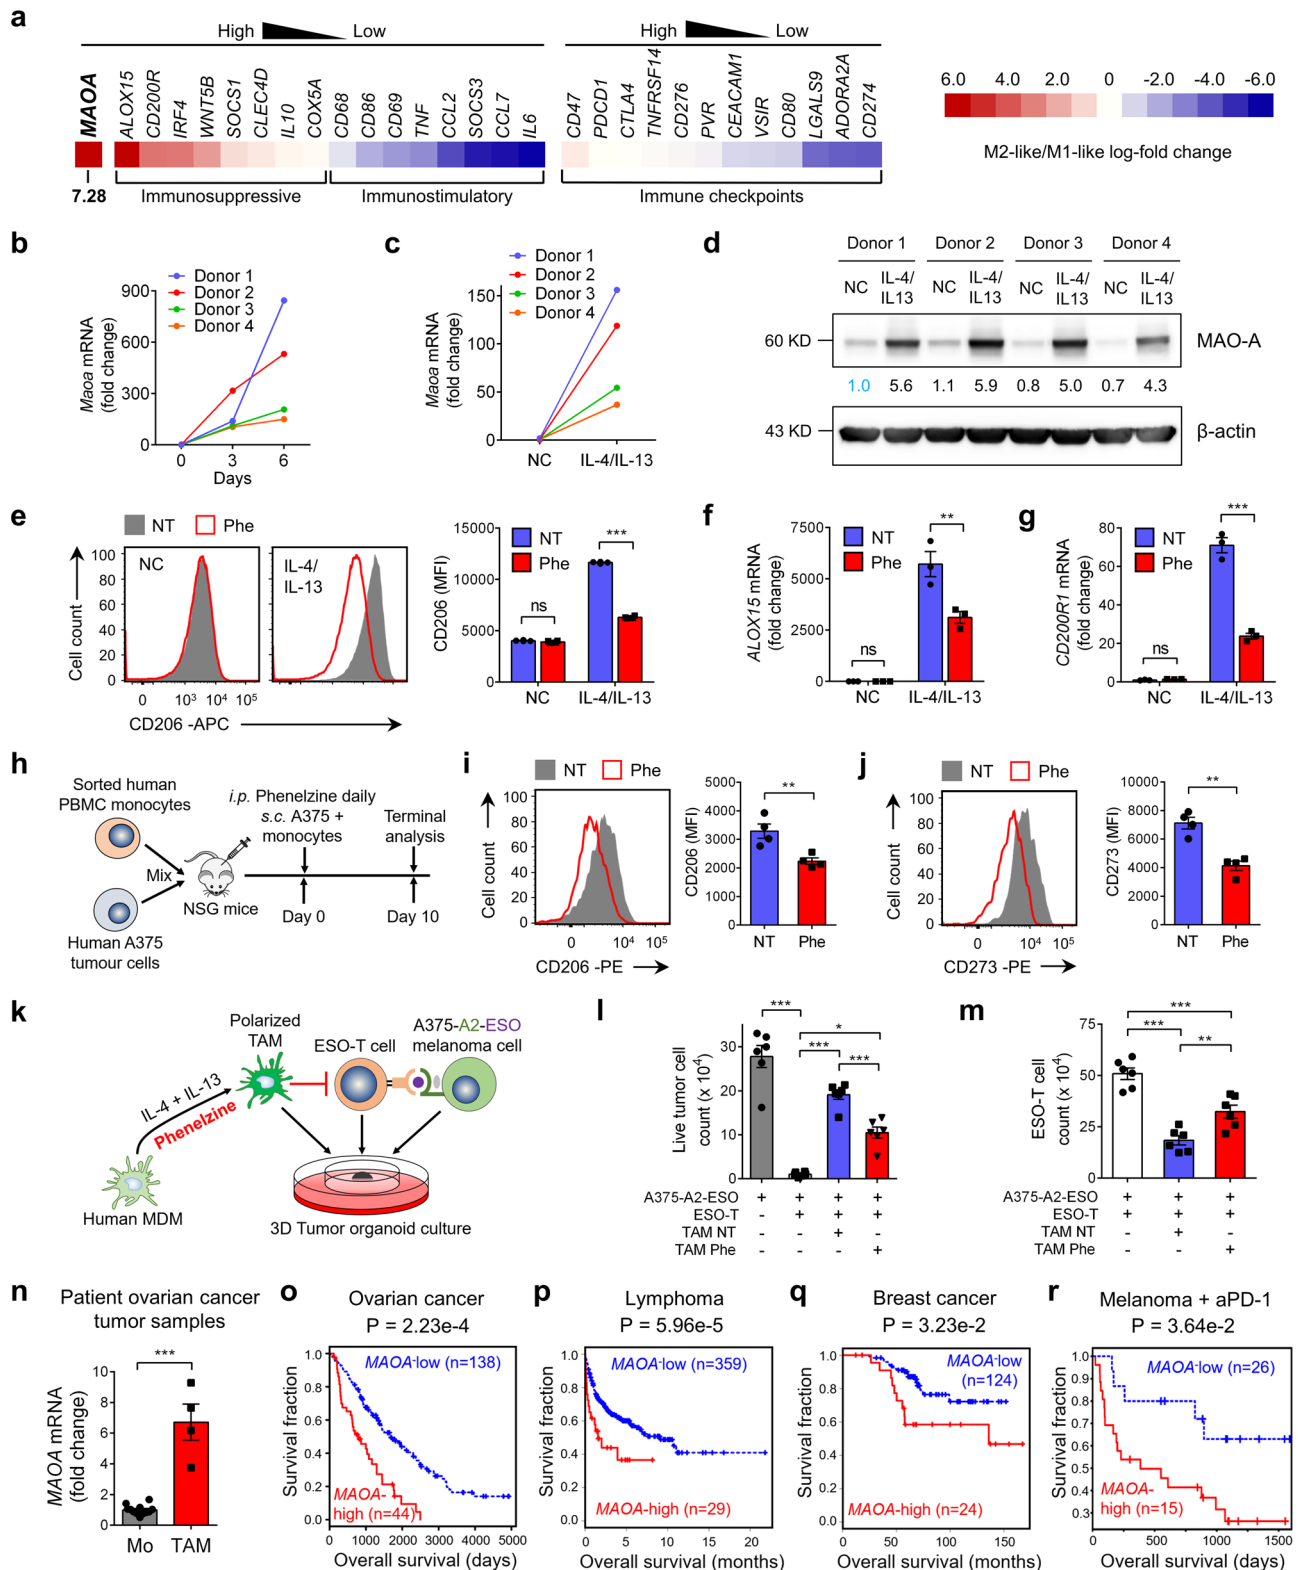 a
High Low
High Low
MAOA ALOX15 CD200R IRF4 WNT5B SOCS1 CLEC4D IL10 COX5A CD68 CD86 CD69 TNF CCL2 SOCS3 CCL7 IL6
CD47 PDCD1 CTLA4 TNFRSF14 CD276 PVR CEACAM1 VSIR CD80 LGALS9 ADORA2A CD274
6.0 4.0 2.0 0 -2.0 -4.0 -6.0
M2-like/M1-like log-fold change
7.28
Immunosuppressive
Immunostimulatory
Immune checkpoints
b
Donor 1
Donor 2
Donor 3
Donor 4
Maoa mRNA
(fold change)
900
600
300
0
0 3 6
Days
c
Donor 1
Donor 2
Donor 3
Donor 4
Maoa mRNA
(fold change)
150
100
50
0
NC IL-4/IL-13
d
Donor 1 Donor 2 Donor 3 Donor 4
NC IL-4/ NC IL-4/ NC IL-4/ NC IL-4/
IL13 IL13 IL13 IL13
60 KD MAO-A
1.0 5.6 1.1 5.9 0.8 5.0 0.7 4.3
43 KD β-actin
e
NT Phe
Cell count
100
80
60
40
20
0
NC
IL-4/
IL-13
0 10³ 10⁴ 10⁵
CD206 -APC
CD206 (MFI)
15000
10000
5000
0
NT
Phe
ns
***
NC IL-4/IL-13
f
ALOX15 mRNA
(fold change)
7500
5000
2500
0
NT
Phe
ns
**
NC IL-4/IL-13
g
CD200R1 mRNA
(fold change)
80
60
40
20
0
NT
Phe
ns
***
NC IL-4/IL-13
h
Sorted human
PBMC monocytes
Mix
NSG mice
Human A375
tumour cells
i.p. Phenelzine daily
s.c. A375 +
monocytes
Terminal
analysis
Day 0
Day 10
i
NT Phe
Cell count
100
80
60
40
20
0
0 10⁴ 10⁵
CD206 -PE
CD206 (MFI)
5000
4000
3000
2000
1000
0
**
NT Phe
j
NT Phe
Cell count
100
80
60
40
20
0
0 10⁴ 10⁵
CD273 -PE
CD273 (MFI)
10000
8000
6000
4000
2000
0
**
NT Phe
k
Polarized
TAM
ESO-T cell
A375-A2-ESO
melanoma cell
IL-4 + IL-13
Phenelzine
Human MDM
3D Tumor organoid culture
l
Live tumor cell
count (x 10⁴)
30
20
10
0
***
*
***
***
A375-A2-ESO + + + +
ESO-T - + + +
TAM NT - - + -
TAM Phe - - - +
m
ESO-T cell
count (x 10⁴)
75
50
25
0
***
***
**
A375-A2-ESO + + +
ESO-T + + +
TAM NT - + -
TAM Phe - - +
n
Patient ovarian cancer
tumor samples
MAOA mRNA
(fold change)
10
8
6
4
2
0
***
Mo TAM
o
Ovarian cancer
P = 2.23e-4
Survival fraction
1.0
0.8
0.6
0.4
0.2
0.0
MAOA-low (n=138)
MAOA-
high (n=44)
0 1000 2000 3000 4000 5000
Overall survival (days)
p
Lymphoma
P = 5.96e-5
Survival fraction
1.0
0.8
0.6
0.4
0.2
0.0
MAOA-low (n=359)
MAOA-high (n=29)
0 5 10 15 20
Overall survival (months)
q
Breast cancer
P = 3.23e-2
Survival fraction
1.0
0.8
0.6
0.4
0.2
0.0
MAOA-low
(n=124)
MAOA-high (n=24)
0 50 100 150
Overall survival (months)
r
Melanoma + aPD-1
P = 3.64e-2
Survival fraction
1.0
0.9
0.8
0.7
0.6
0.5
0.4
0.3
MAOA-low (n=26)
MAOA-
high (n=15)
0 500 1000 1500
Overall survival (days)